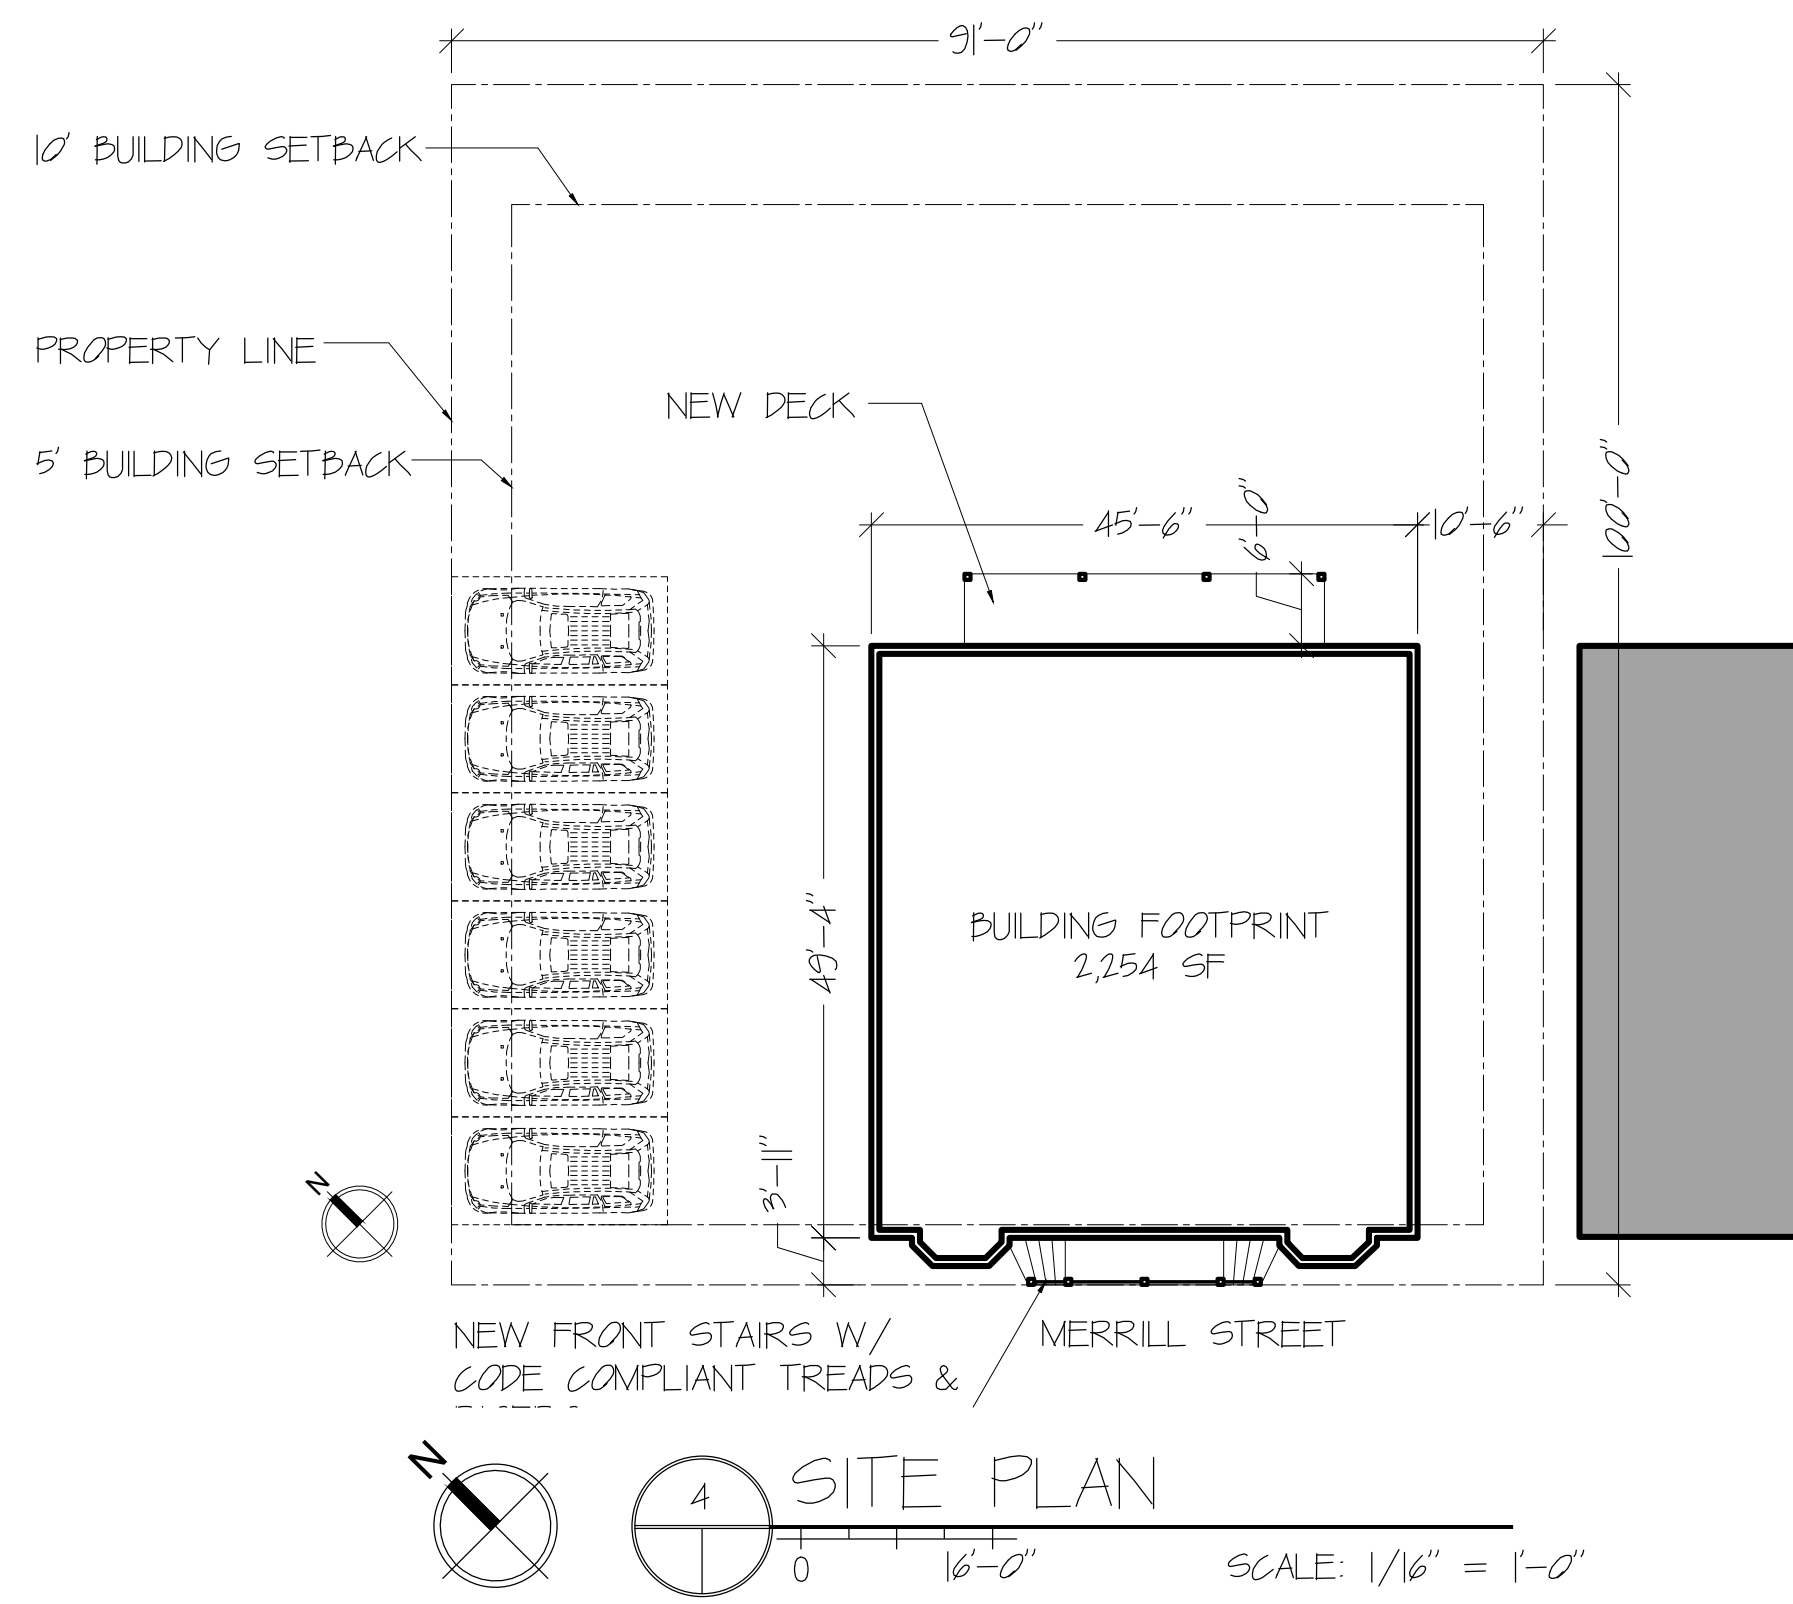 91'-0"
10' BUILDING SETBACK
PROPERTY LINE
NEW DECK
5' BUILDING SETBACK
100'-0"
6'-0"
45'-6"
10'-6"
49'-4"
BUILDING FOOTPRINT
2,254 SF
3'-11"
N
NEW FRONT STAIRS W/
CODE COMPLIANT TREADS &
MERRILL STREET
N
4
SITE PLAN
0
16'-0"
SCALE: 1/16" = 1'-0"